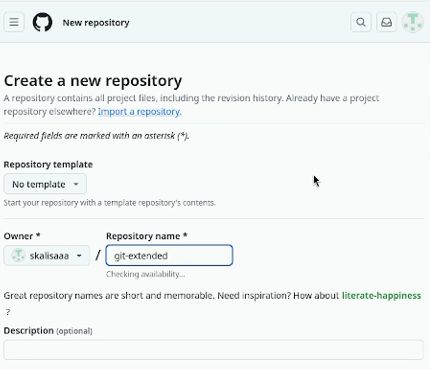 New repository
Create a new repository
A repository contains all project files, including the revision history. Already have a project
repository elsewhere? Import a repository.
Required fields are marked with an asterisk (*).
Repository template
No template
Start your repository with a template repository's contents.
Owner * Repository name *
skalisaaa / git-extended
Checking availability...
Great repository names are short and memorable. Need inspiration? How about literate-happiness
?
Description (optional)